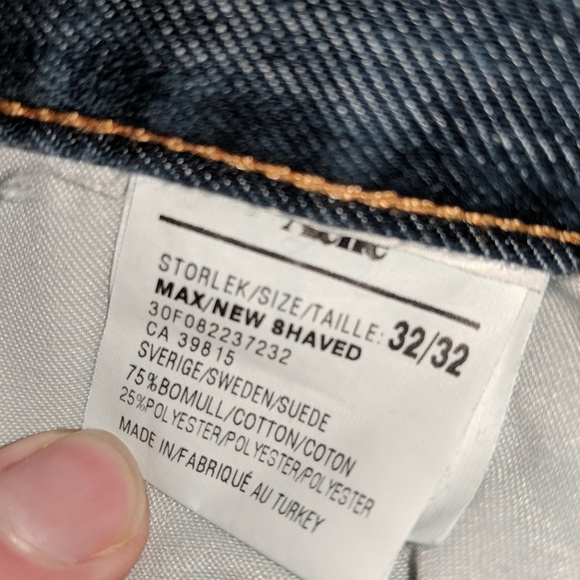 Acne
STORLEK/SIZE/TAILLE: 32/32
MAX/NEW SHAVED
30F082237232
CA 39815
SVERIGE/SWEDEN/SUEDE
75%BOMULL/COTTON/COTON
25%POLYESTER/POLYESTER/POLYESTER
MADE IN/FABRIQUÉ AU TURKEY